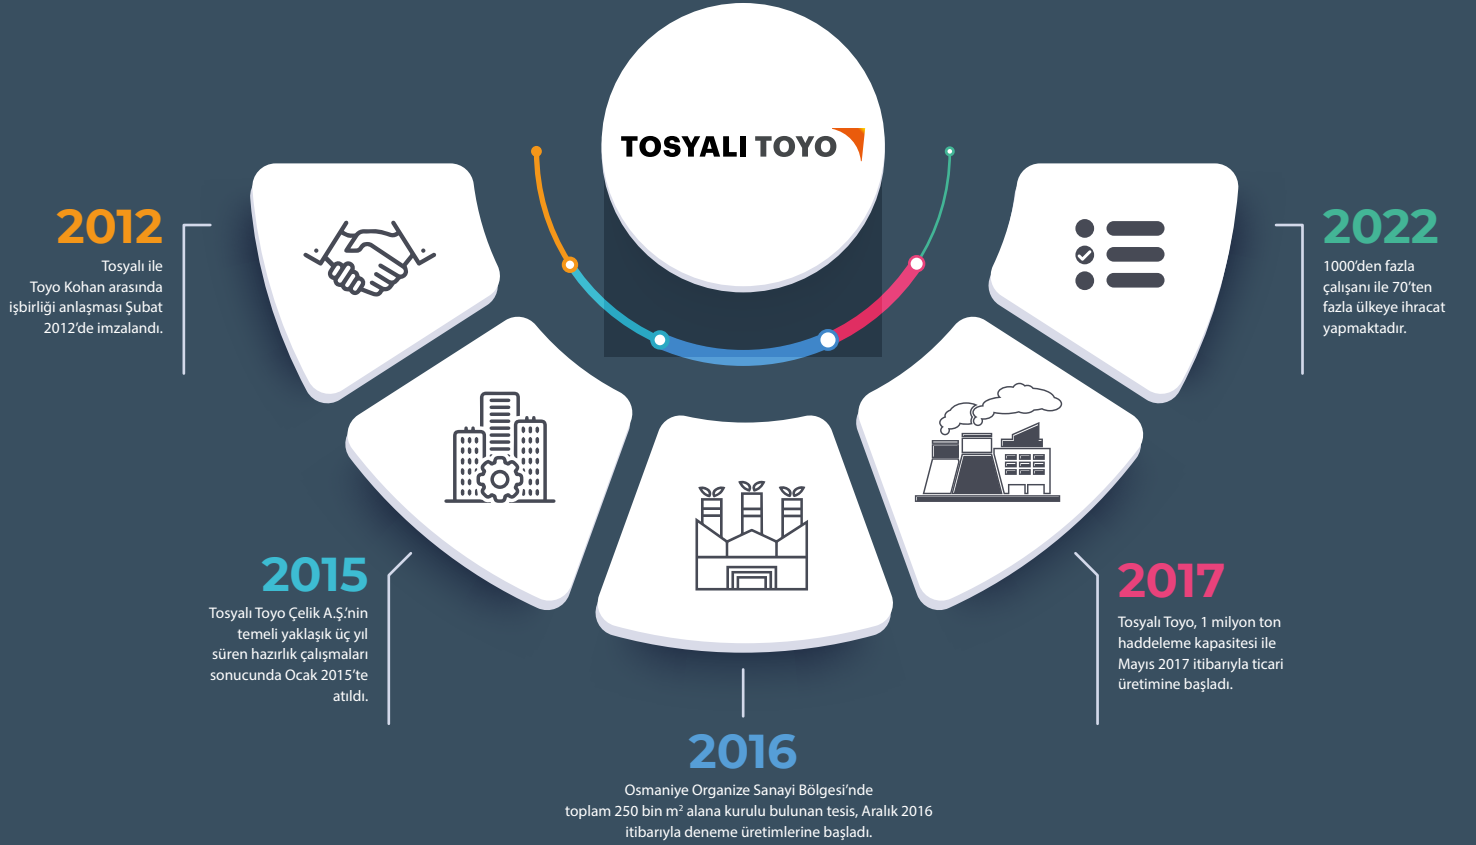 TOSYALI TOYO
2012
Tosyalı ile
Toyo Kohan arasında
işbirliği anlaşması Şubat
2012'de imzalandı.
2015
Tosyalı Toyo Çelik A.Ş.'nin
temeli yaklaşık üç yıl
süren hazırlık çalışmaları
sonucunda Ocak 2015'te
atıldı.
2016
Osmaniye Organize Sanayi Bölgesi'nde
toplam 250 bin m² alana kurulu bulunan tesis, Aralık 2016
itibarıyla deneme üretimlerine başladı.
2017
Tosyalı Toyo, 1 milyon ton
haddeleme kapasitesi ile
Mayıs 2017 itibarıyla ticari
üretimine başladı.
2022
1000'den fazla
çalışanı ile 70'ten
fazla ülkeye ihracat
yapmaktadır.